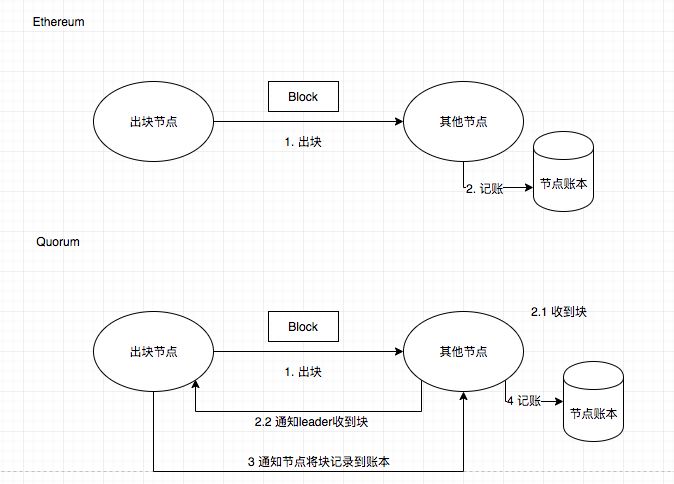 Ethereum
Block
出块节点
其他节点
1. 出块
节点账本
2. 记账
Quorum
2.1 收到块
Block
出块节点
其他节点
1. 出块
4 记账
节点账本
2.2 通知leader收到块
3 通知节点将块记录到账本